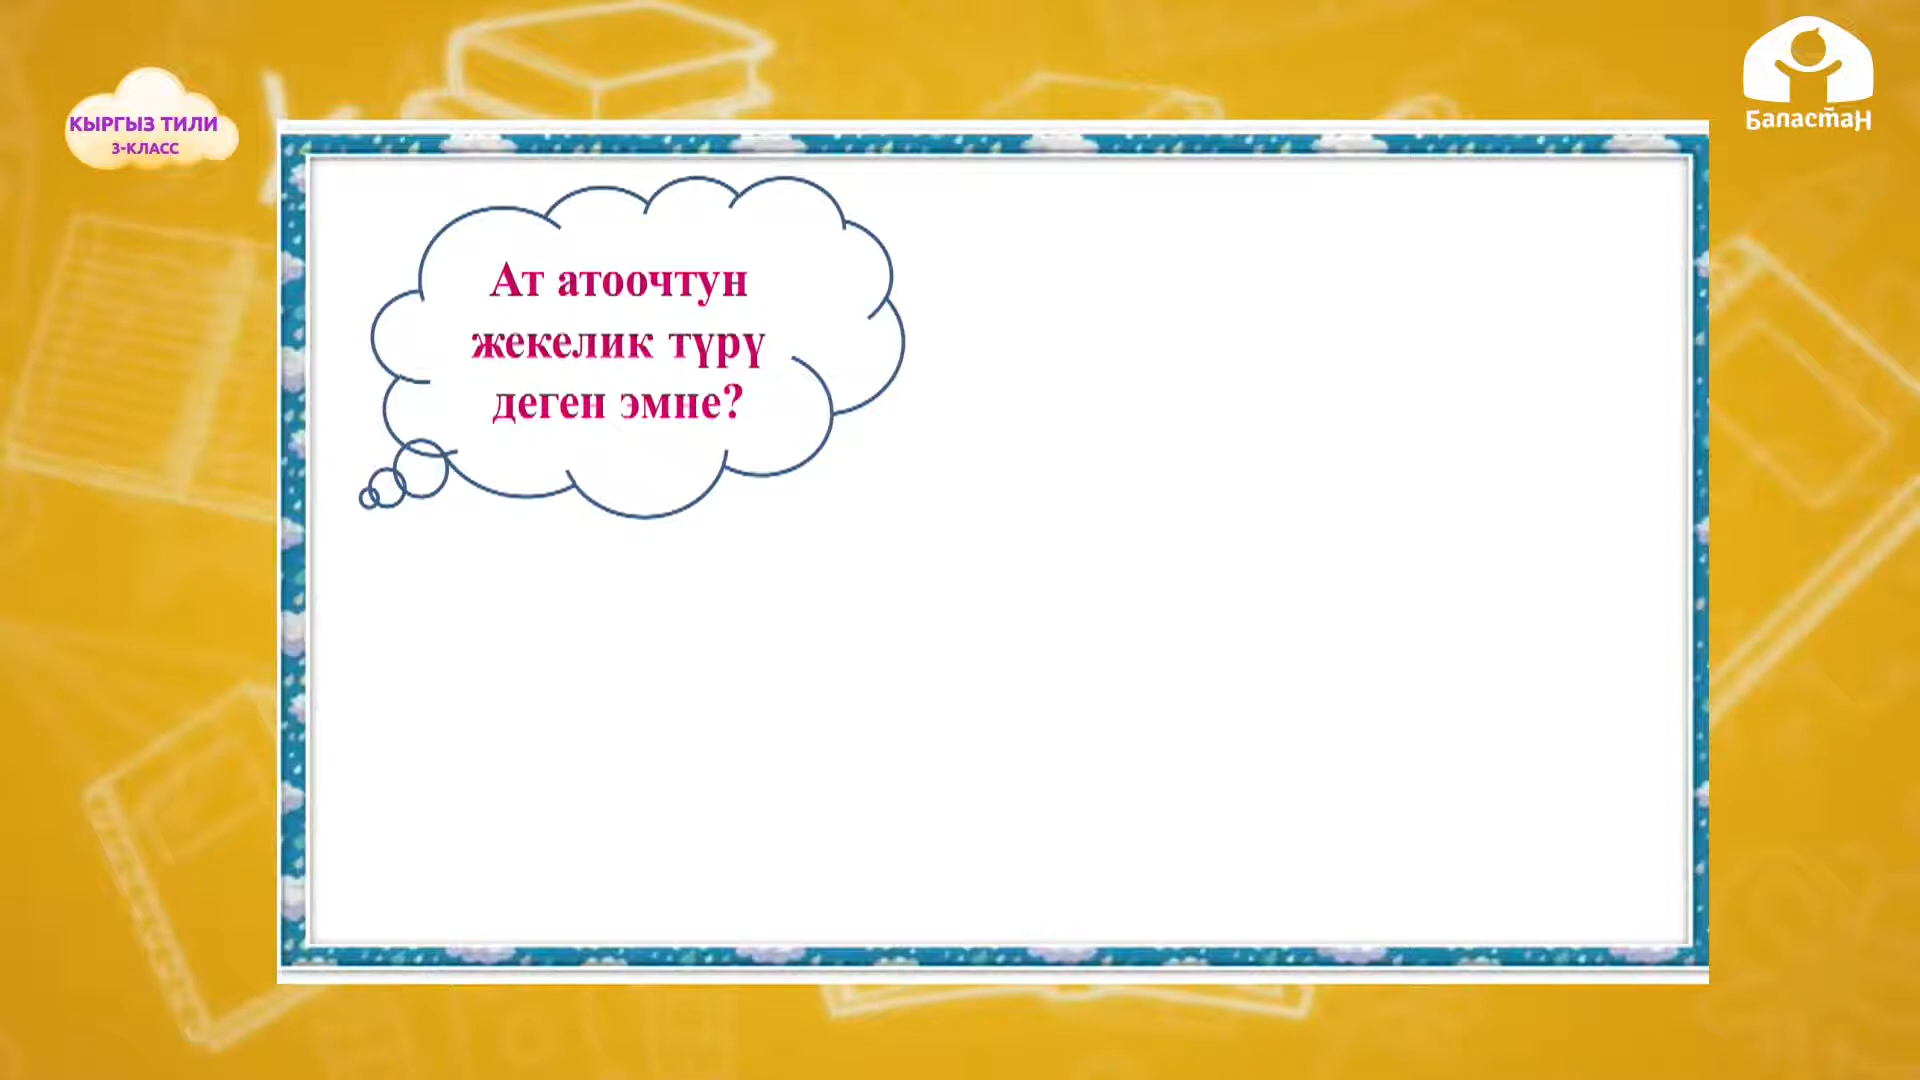 КЫРГЫЗ ТИЛИ
3-КЛАСС
Баластан
Ат атоочтун
жекелик түрү
деген эмне?